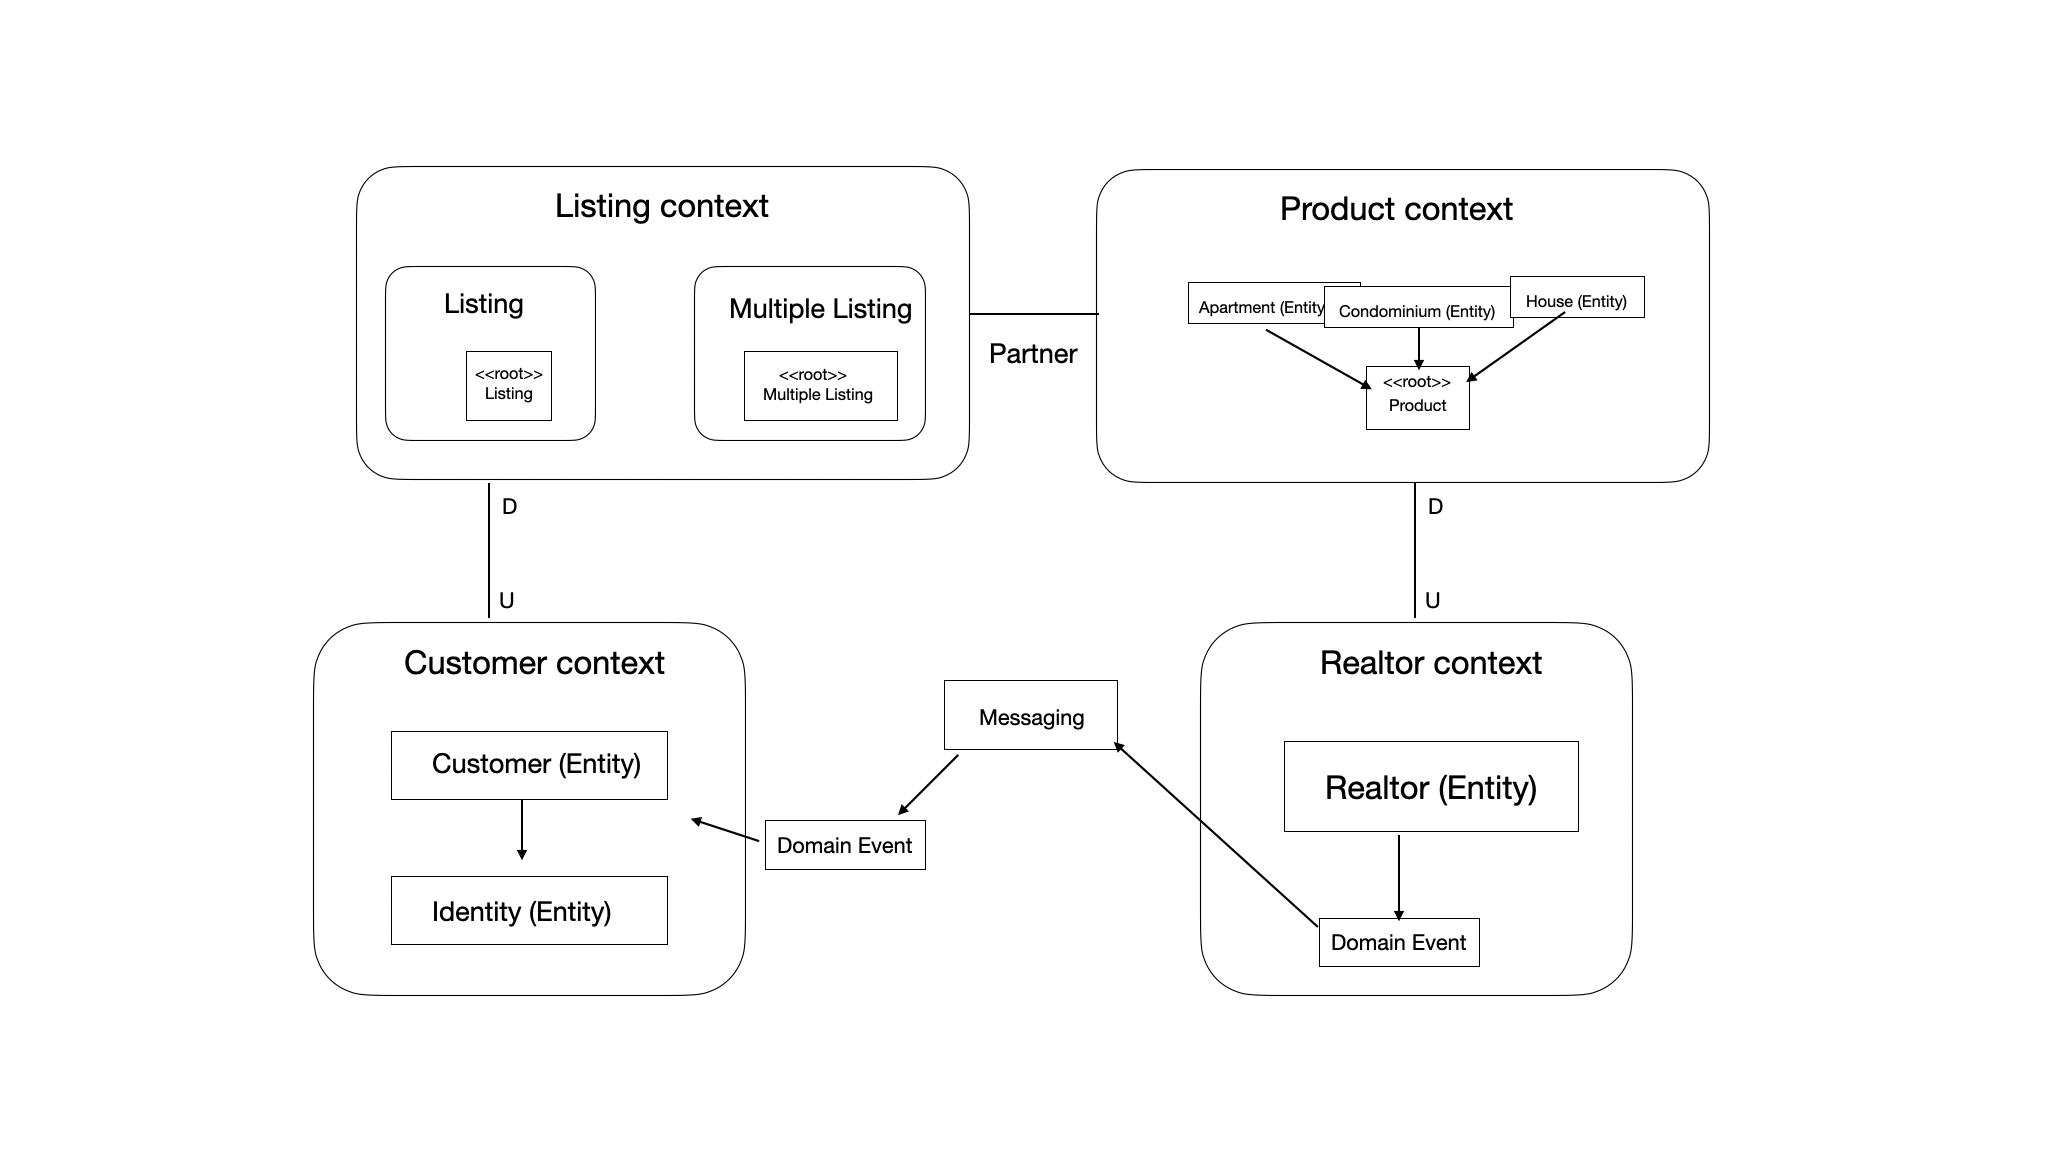 Listing context
Listing
<<root>>
Listing
Multiple Listing
<<root>>
Multiple Listing
Partner
Product context
Apartment (Entity
Condominium (Entity)
House (Entity)
<<root>>
Product
D
U
D
U
Customer context
Customer (Entity)
Identity (Entity)
Messaging
Domain Event
Realtor context
Realtor (Entity)
Domain Event